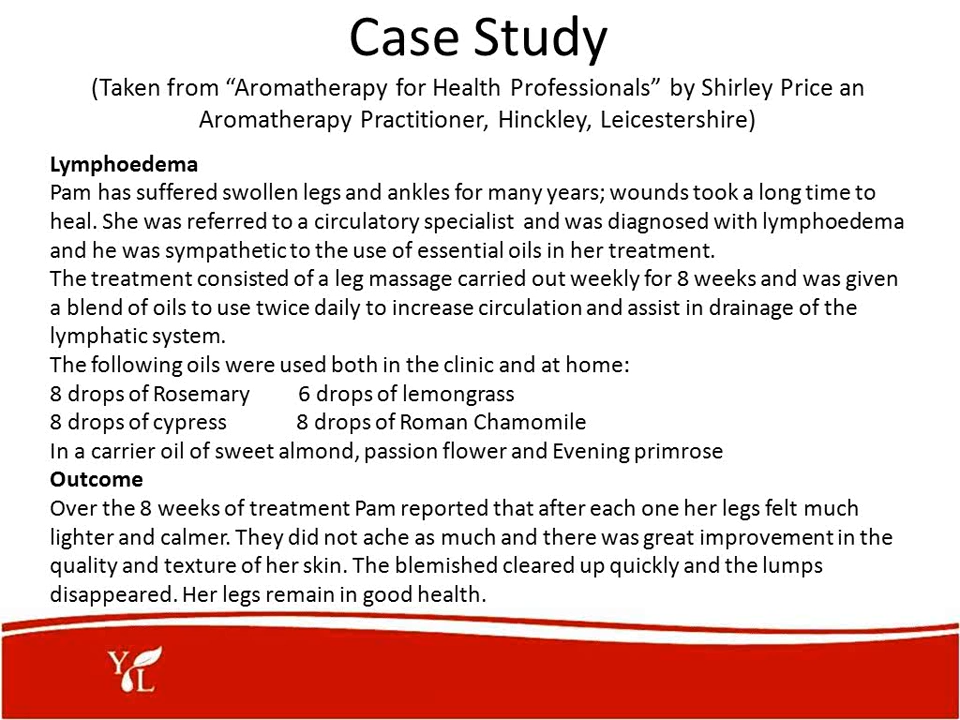 Case Study
(Taken from “Aromatherapy for Health Professionals” by Shirley Price an
Aromatherapy Practitioner, Hinckley, Leicestershire)
Lymphoedema
Pam has suffered swollen legs and ankles for many years; wounds took a long time to
heal. She was referred to a circulatory specialist and was diagnosed with lymphoedema
and he was sympathetic to the use of essential oils in her treatment.
The treatment consisted of a leg massage carried out weekly for 8 weeks and was given
a blend of oils to use twice daily to increase circulation and assist in drainage of the
lymphatic system.
The following oils were used both in the clinic and at home:
8 drops of Rosemary 6 drops of lemongrass
8 drops of cypress 8 drops of Roman Chamomile
In a carrier oil of sweet almond, passion flower and Evening primrose
Outcome
Over the 8 weeks of treatment Pam reported that after each one her legs felt much
lighter and calmer. They did not ache as much and there was great improvement in the
quality and texture of her skin. The blemished cleared up quickly and the lumps
disappeared. Her legs remain in good health.
Y L